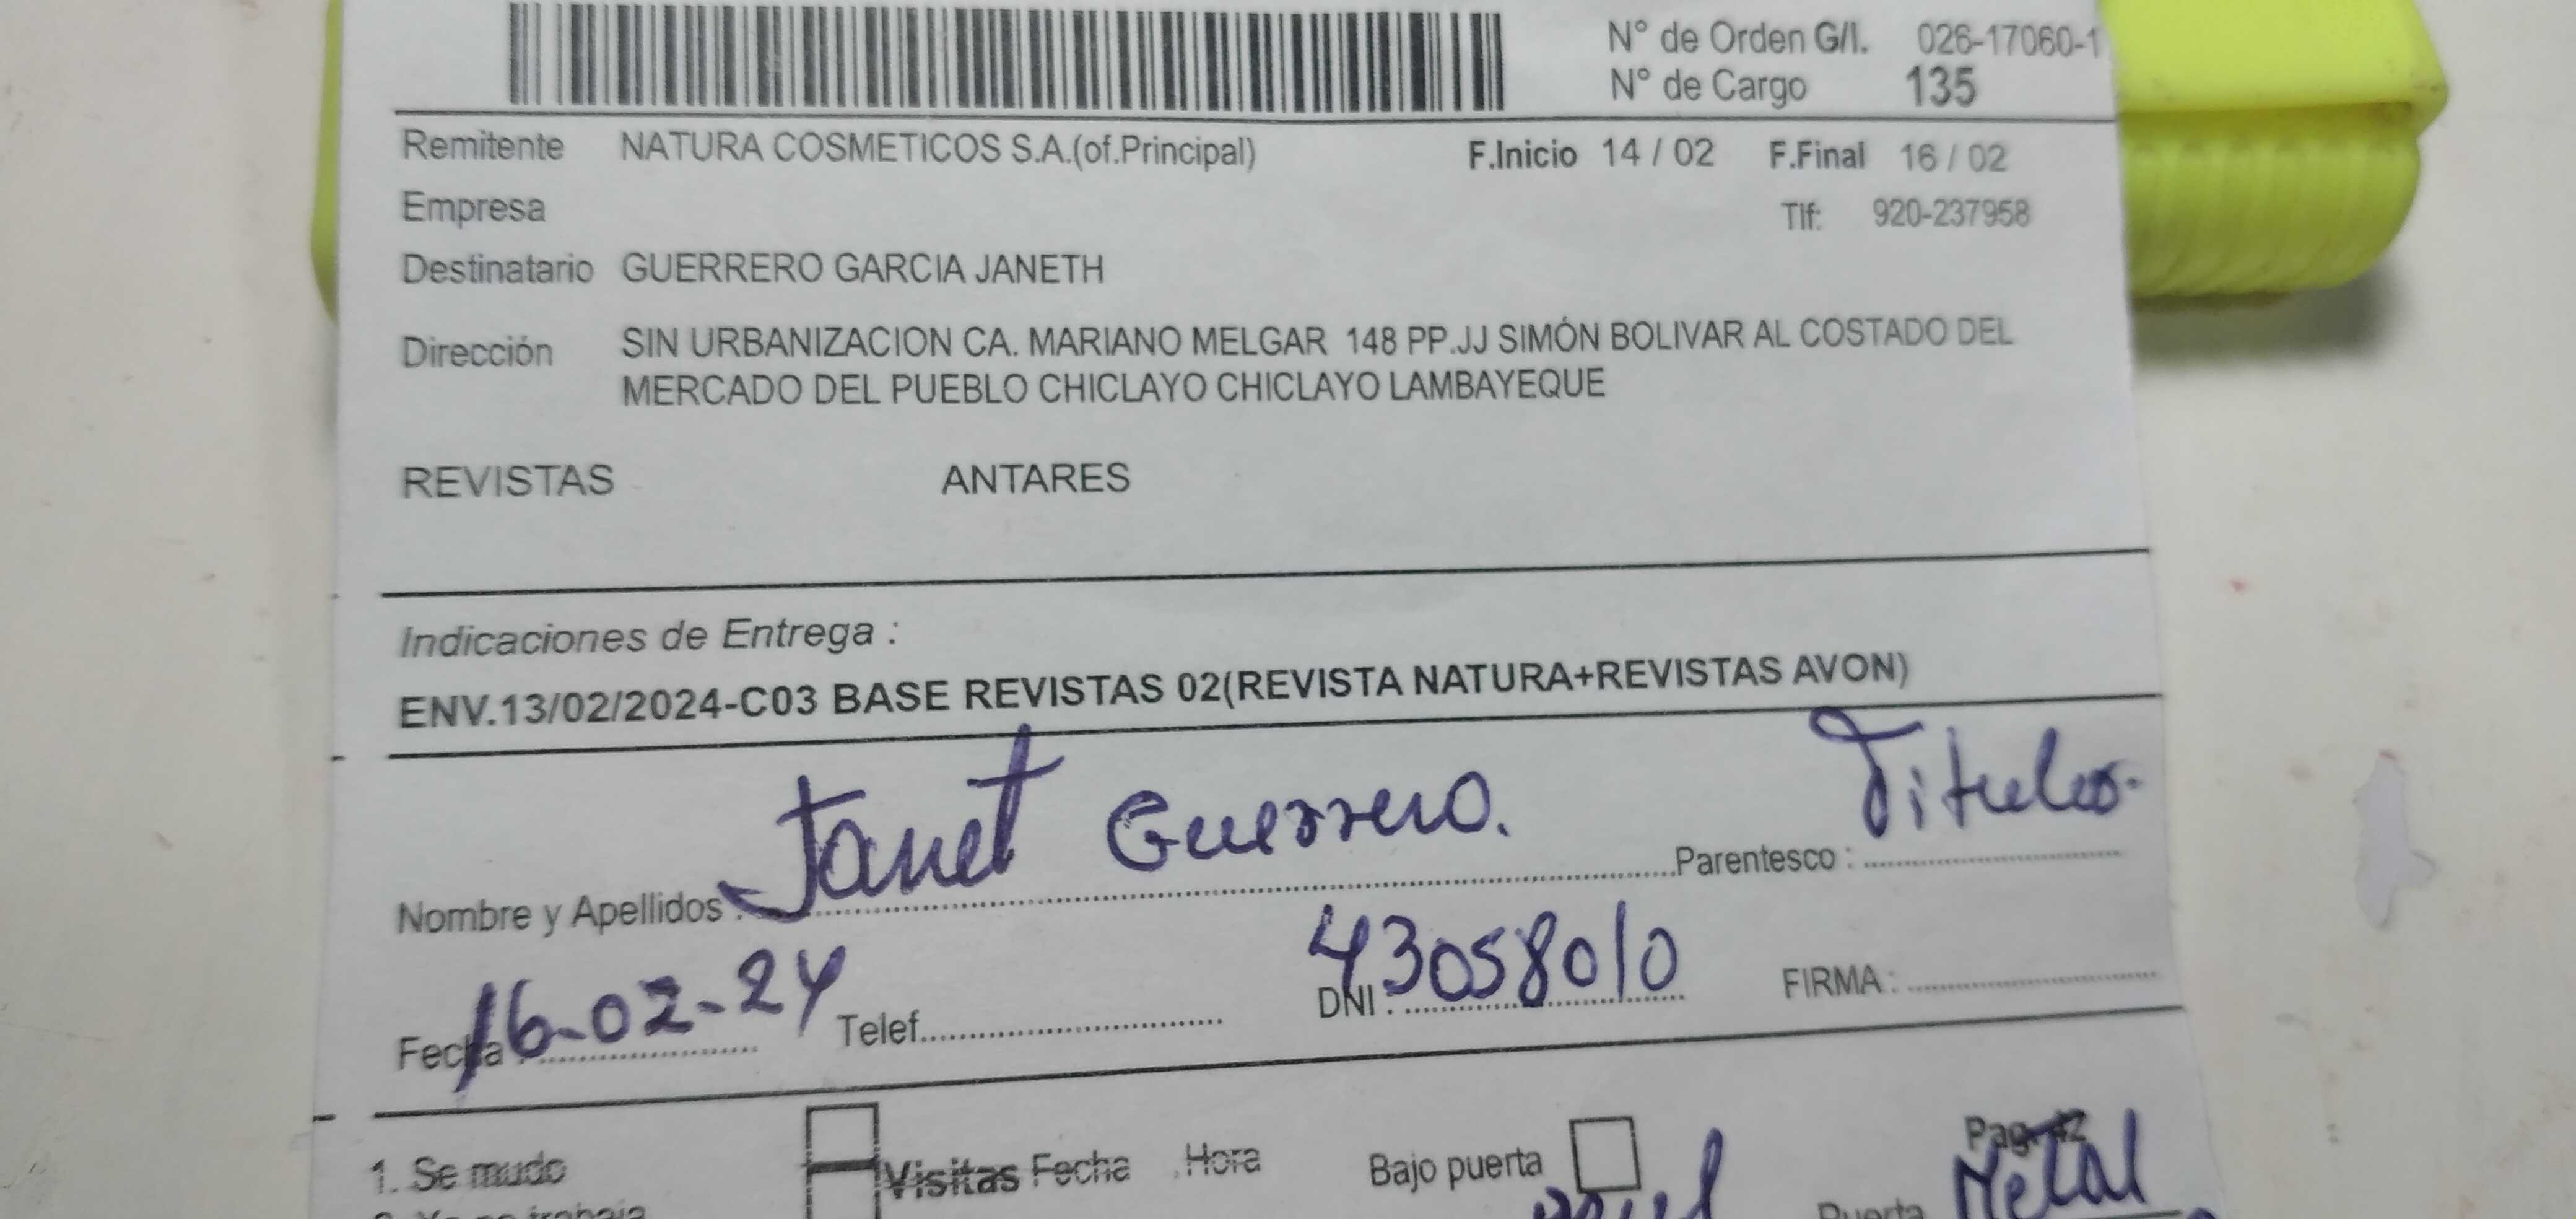 N° de Orden G/I. 026-17060-1
N° de Cargo 135
Remitente NATURA COSMETICOS S.A.(of.Principal) F.Inicio 14 / 02 F.Final 16 / 02
Empresa Tlf: 920-237958
Destinatario GUERRERO GARCIA JANETH
Dirección SIN URBANIZACION CA. MARIANO MELGAR 148 PP.JJ SIMÓN BOLIVAR AL COSTADO DEL
MERCADO DEL PUEBLO CHICLAYO CHICLAYO LAMBAYEQUE
REVISTAS ANTARES
Indicaciones de Entrega :
ENV.13/02/2024-C03 BASE REVISTAS 02(REVISTA NATURA+REVISTAS AVON)
Nombre y Apellidos : Janet Guerrero. Parentesco : Titular.
Fecha : 16-02-24 Telef. DNI : 43058010 FIRMA :
Pag. 42
1. Se mudo Visitas Fecha Hora Bajo puerta
Puerta Metal